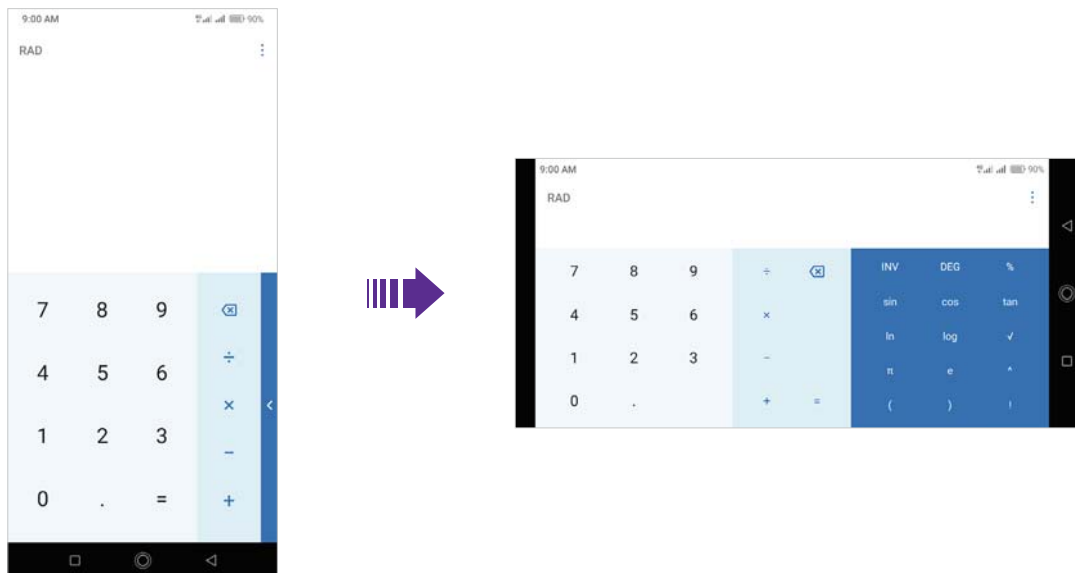 9:00 AM 90%
RAD
7 8 9
÷
4 5 6
×
1 2 3
−
0 . = +
9:00 AM 90%
RAD
7 8 9 ÷ INV DEG %
4 5 6 × sin cos tan
ln log √
1 2 3 − π e ^
0 . + = ( ) !